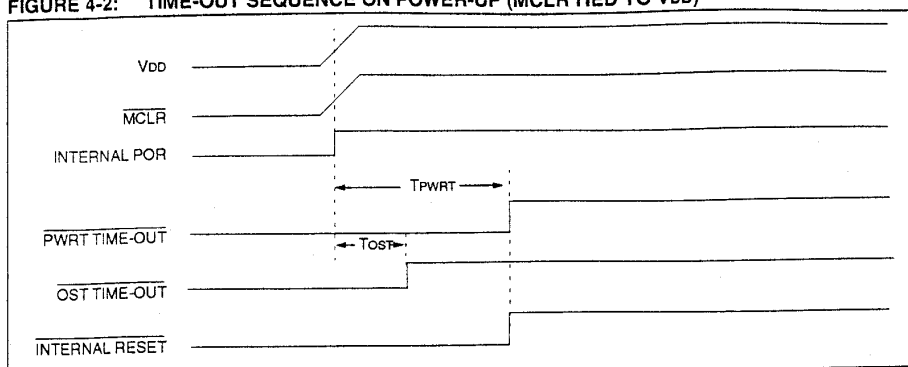 FIGURE 4-2: TIME-OUT SEQUENCE ON POWER-UP (MCLR TIED TO VDD)
VDD
MCLR
INTERNAL POR
TPWRT
PWRT TIME-OUT
TOST
OST TIME-OUT
INTERNAL RESET